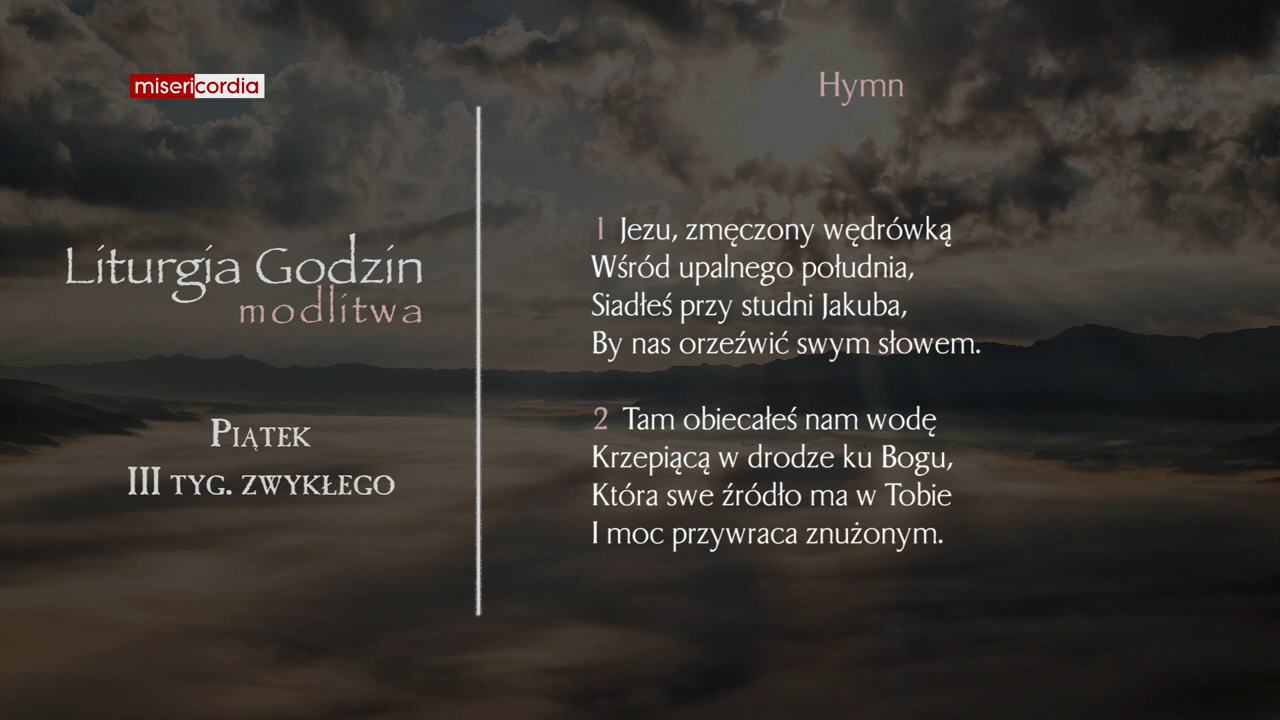 misericordia
Liturgia Godzin
modlitwa
Piątek
III tyg. zwykłego
Hymn
1 Jezu, zmęczony wędrówką
Wśród upalnego południa,
Siadłeś przy studni Jakuba,
By nas orzeźwić swym słowem.
2 Tam obiecałeś nam wodę
Krzepiącą w drodze ku Bogu,
Która swe źródło ma w Tobie
I moc przywraca znużonym.